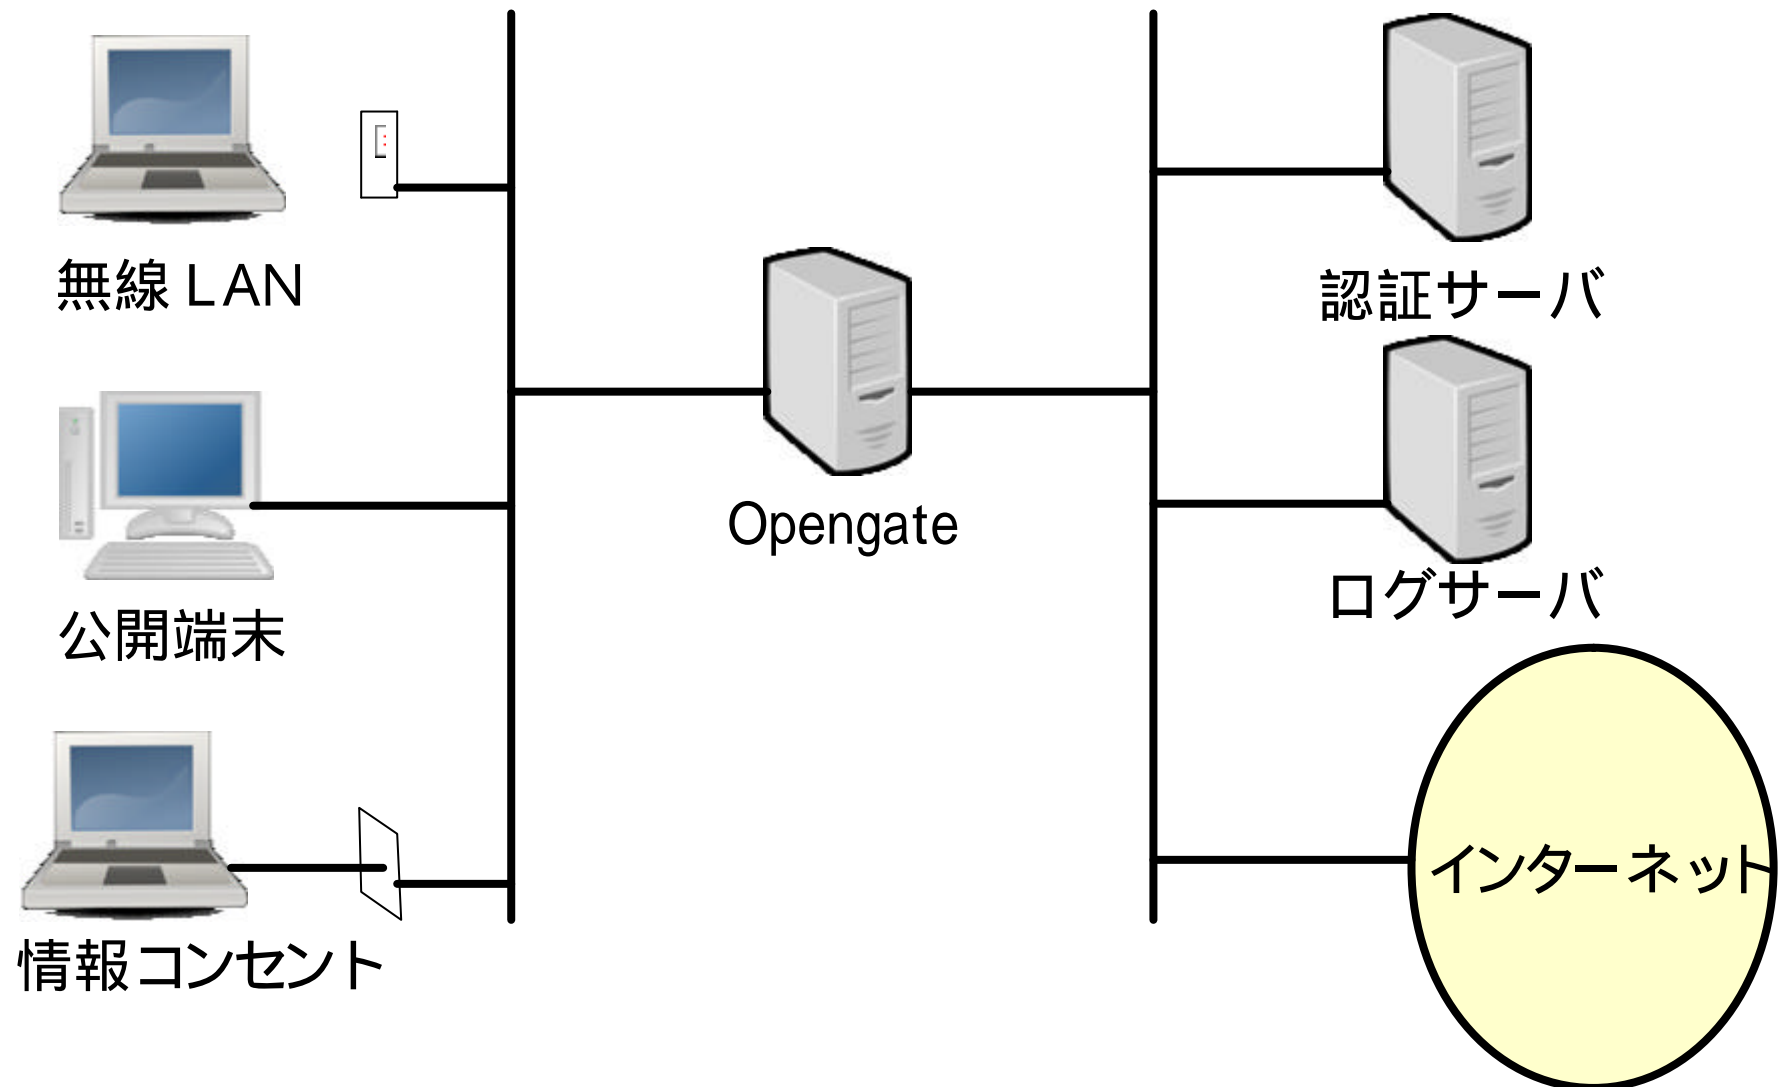 無線 LAN
公開端末
情報コンセント
Opengate
認証サーバ
ログサーバ
インターネット